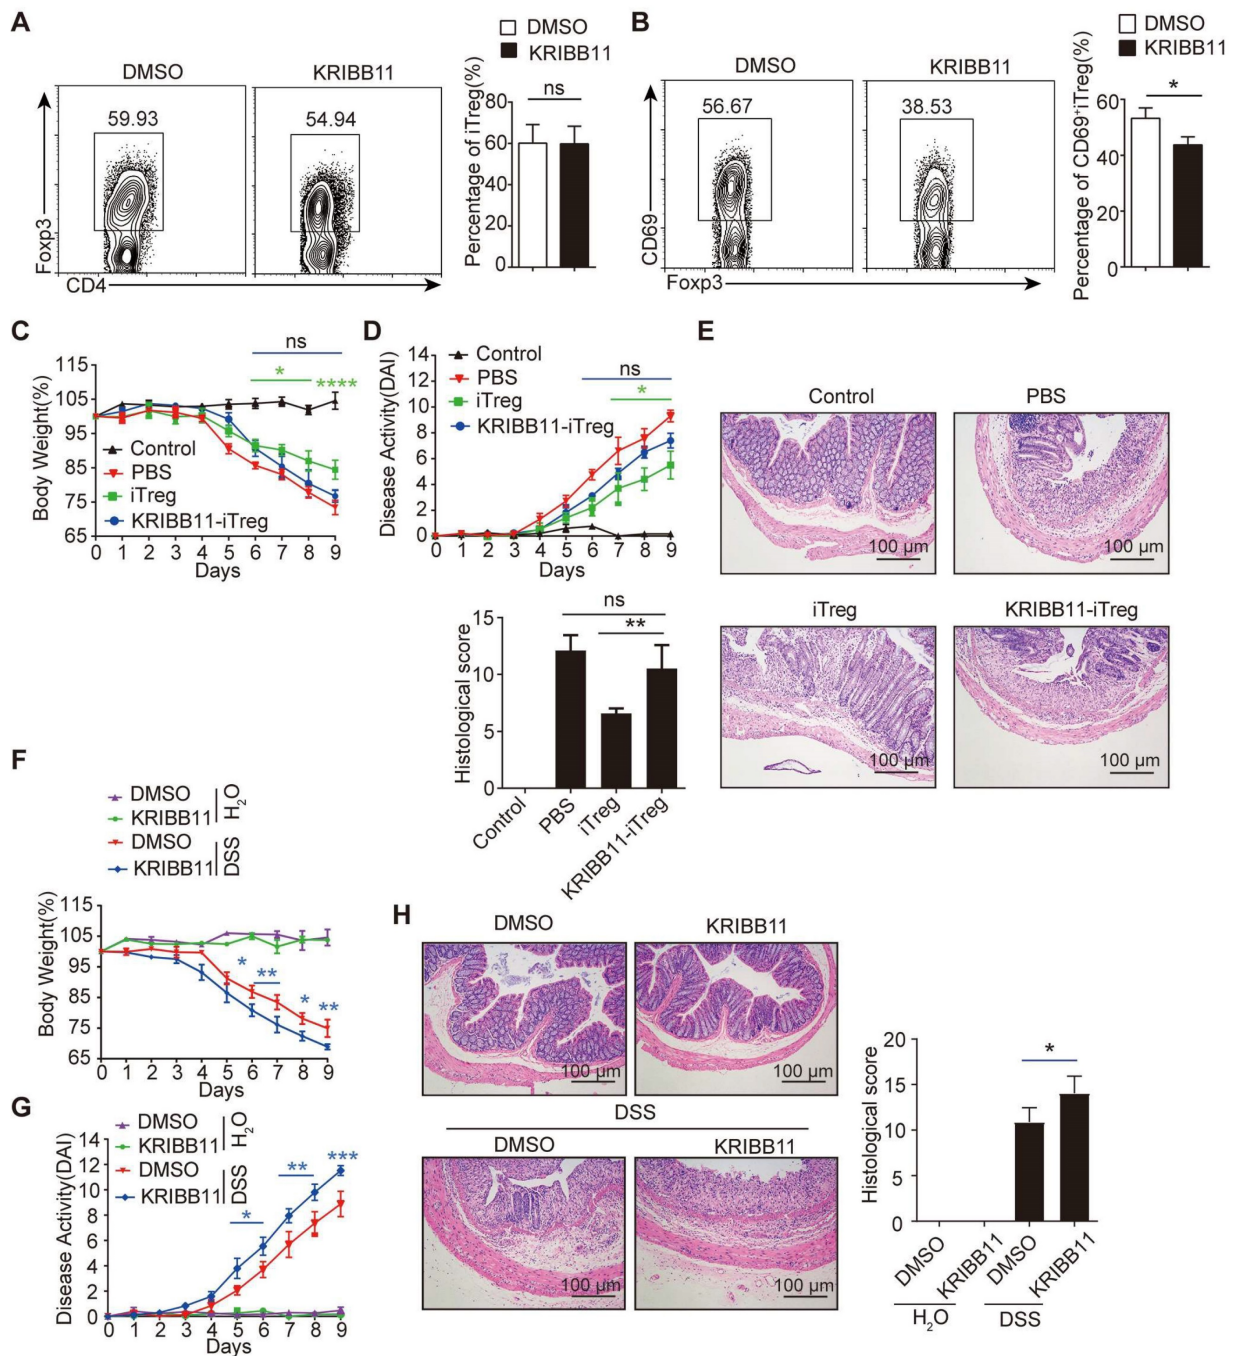 A
DMSO
KRIBB11
59.93
54.94
Foxp3
CD4
DMSO
KRIBB11
ns
Percentage of iTreg(%)
80
60
40
20
0
B
DMSO
KRIBB11
56.67
38.53
CD69
Foxp3
DMSO
KRIBB11
*
Percentage of CD69⁺iTreg(%)
60
40
20
0
C
ns
*
****
Body Weight(%)
115
105
95
85
75
65
Control
PBS
iTreg
KRIBB11-iTreg
0 1 2 3 4 5 6 7 8 9
Days
D
ns
*
Disease Activity(DAI)
14
12
10
8
6
4
2
0
Control
PBS
iTreg
KRIBB11-iTreg
0 1 2 3 4 5 6 7 8 9
Days
E
Control
PBS
100 µm
100 µm
iTreg
KRIBB11-iTreg
100 µm
100 µm
ns
**
Histological score
15
10
5
0
Control
PBS
iTreg
KRIBB11-iTreg
F
DMSO
KRIBB11
H₂O
DMSO
KRIBB11
DSS
Body Weight(%)
115
105
95
85
75
65
*
**
*
**
0 1 2 3 4 5 6 7 8 9
Days
G
DMSO
KRIBB11
H₂O
DMSO
KRIBB11
DSS
Disease Activity(DAI)
14
12
10
8
6
4
2
0
*
**
***
0 1 2 3 4 5 6 7 8 9
Days
H
DMSO
KRIBB11
100 µm
100 µm
DSS
DMSO
KRIBB11
100 µm
100 µm
*
Histological score
20
15
10
5
0
DMSO
KRIBB11
DMSO
KRIBB11
H₂O
DSS